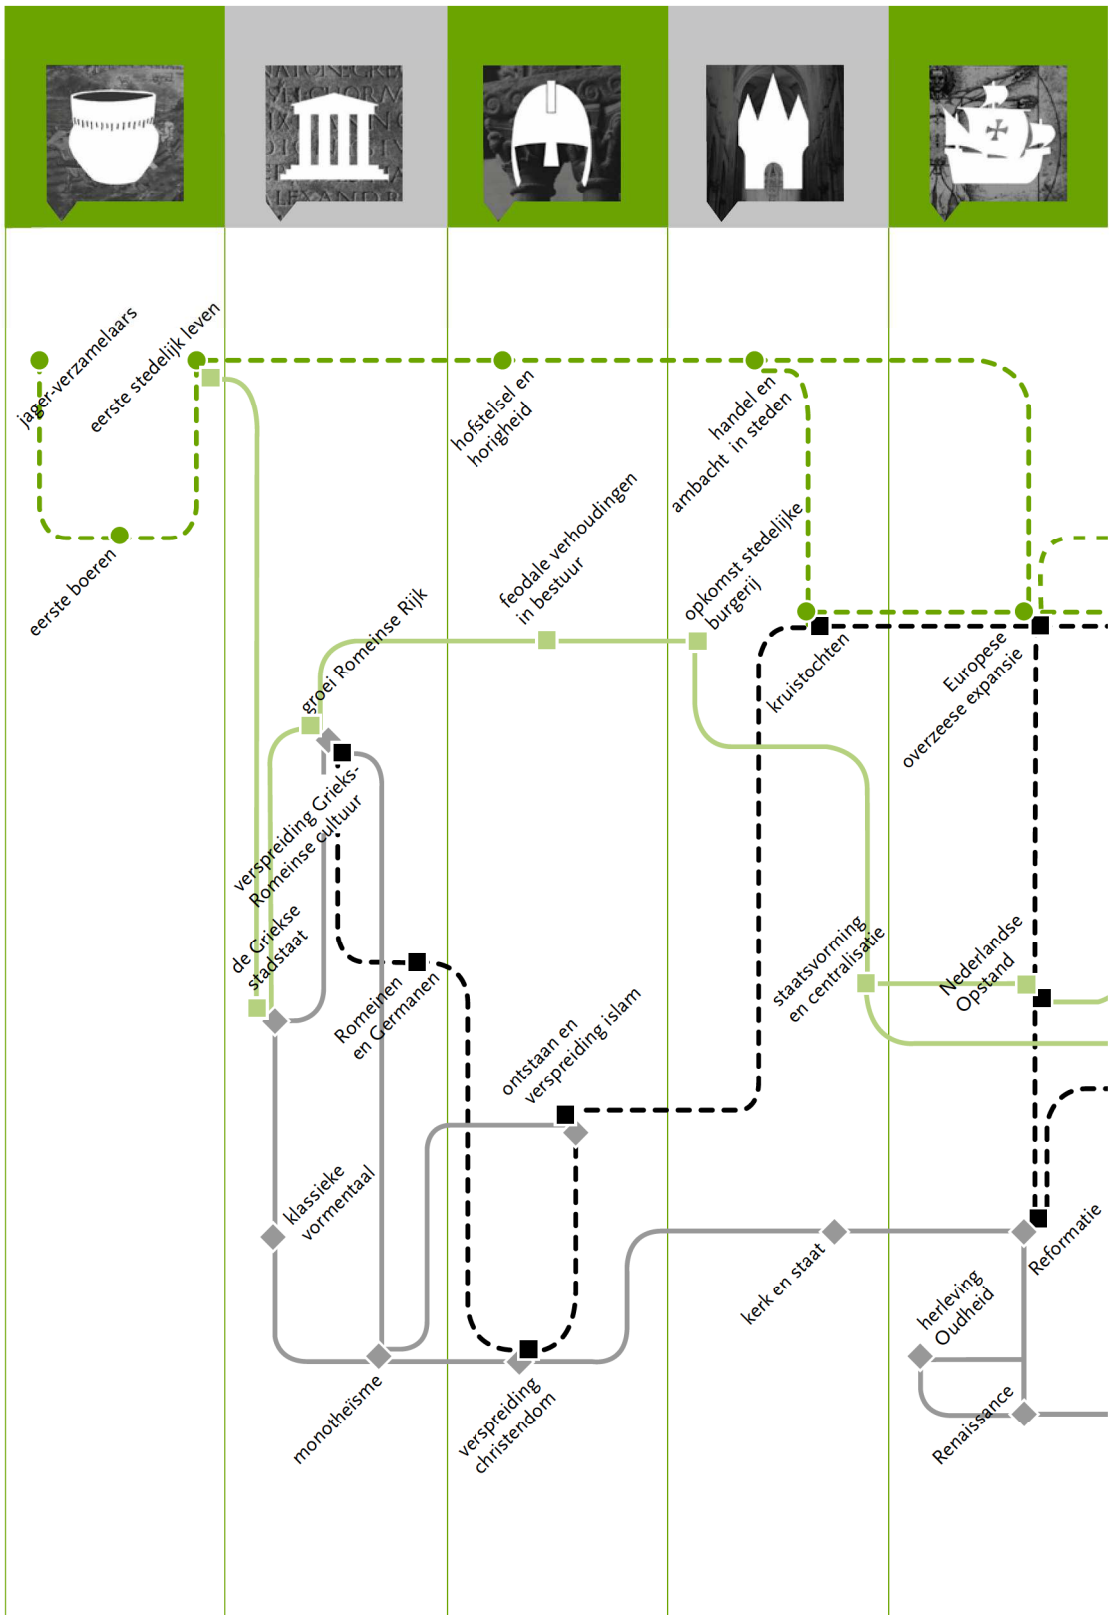 NATIONEGRE
jager-verzamelaars
eerste stedelijk leven
eerste boeren
hofstelsel en
horigheid
handel en
ambacht in steden
feodale verhoudingen
in bestuur
opkomst stedelijke
burgerij
groei Romeinse Rijk
kruistochten
Europese
overzeese expansie
verspreiding Grieks-
Romeinse cultuur
de Griekse
stadstaat
Romeinen
en Germanen
staatsvorming
en centralisatie
Nederlandse
Opstand
ontstaan en
verspreiding islam
klassieke
vormentaal
kerk en staat
Reformatie
herleving
Oudheid
monotheïsme
verspreiding
christendom
Renaissance